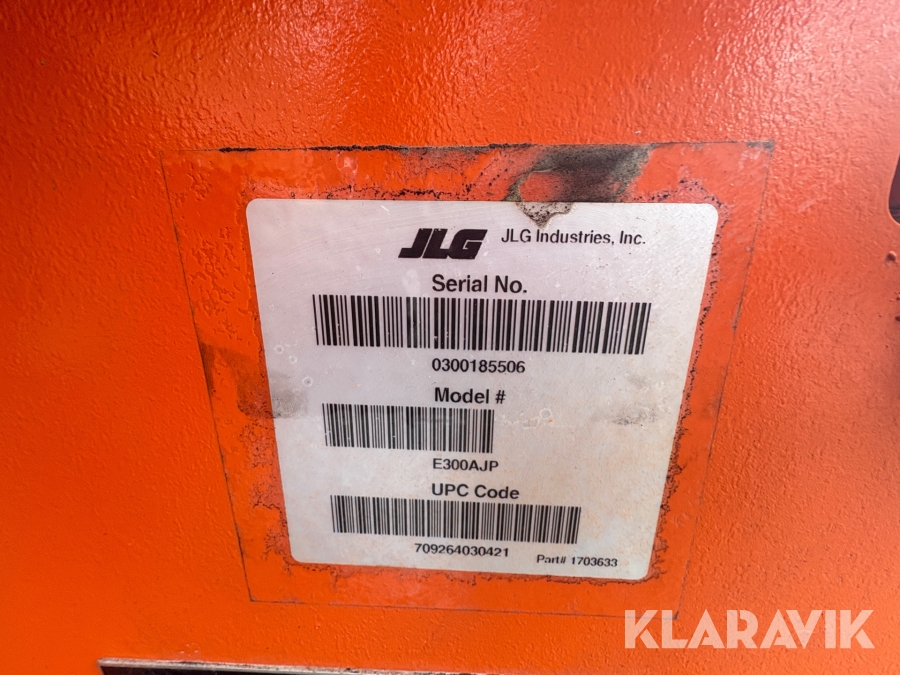 JLG JLG Industries, Inc.
Serial No.
0300185506
Model #
E300AJP
UPC Code
709264030421
Part# 1703633
KLARAVIK